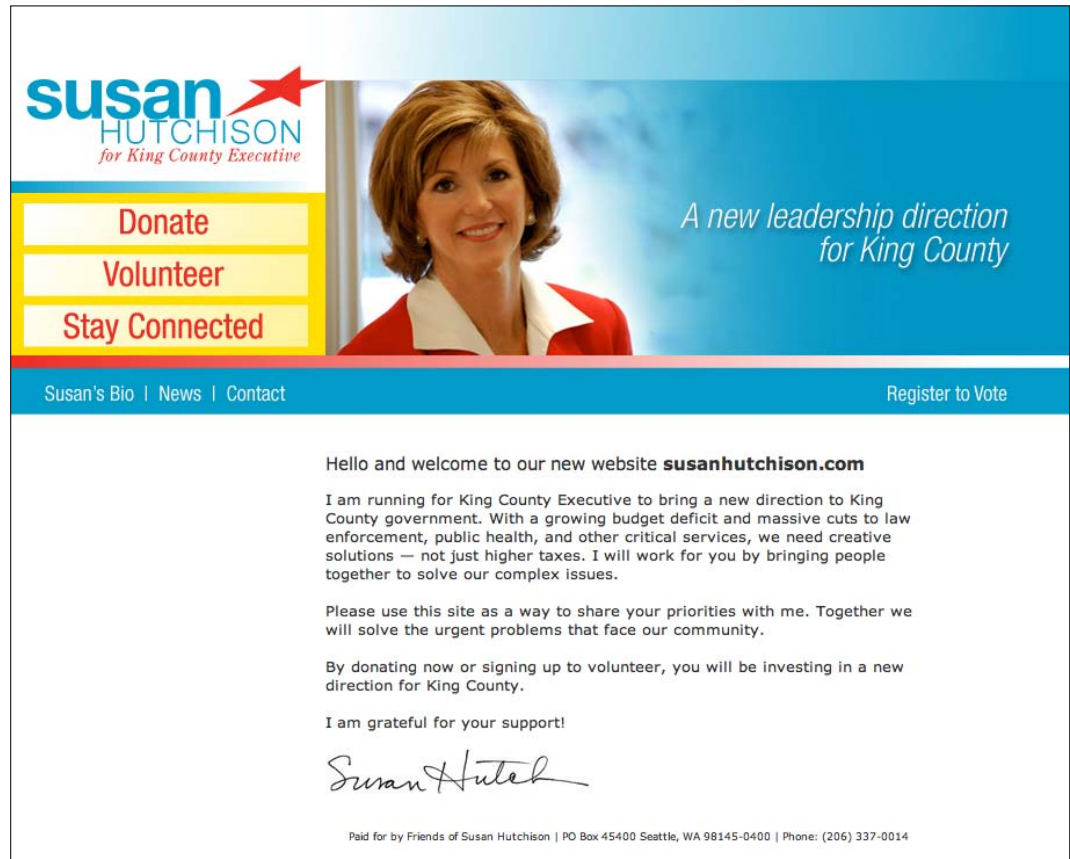 susan
HUTCHISON
for King County Executive
Donate
Volunteer
Stay Connected
A new leadership direction
for King County
Susan's Bio | News | Contact
Register to Vote
Hello and welcome to our new website susanhutchison.com
I am running for King County Executive to bring a new direction to King
County government. With a growing budget deficit and massive cuts to law
enforcement, public health, and other critical services, we need creative
solutions — not just higher taxes. I will work for you by bringing people
together to solve our complex issues.
Please use this site as a way to share your priorities with me. Together we
will solve the urgent problems that face our community.
By donating now or signing up to volunteer, you will be investing in a new
direction for King County.
I am grateful for your support!
Susan Hutch
Paid for by Friends of Susan Hutchison | PO Box 45400 Seattle, WA 98145-0400 | Phone: (206) 337-0014